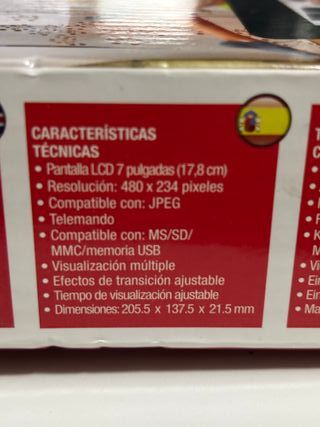 CARACTERÍSTICAS
TÉCNICAS
• Pantalla LCD 7 pulgadas (17,8 cm)
• Resolución: 480 x 234 pixeles
• Compatible con: JPEG
• Telemando
• Compatible con: MS/SD/
MMC/memoria USB
• Visualización múltiple
• Efectos de transición ajustable
• Tiempo de visualización ajustable
• Dimensiones: 205.5 x 137.5 x 21.5 mm